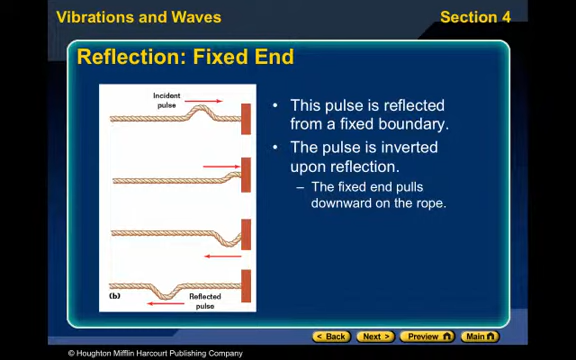 Vibrations and Waves
Section 4
Reflection: Fixed End
Incident
pulse
• This pulse is reflected
from a fixed boundary.
• The pulse is inverted
upon reflection.
– The fixed end pulls
downward on the rope.
(b)
Reflected
pulse
< Back
Next >
Preview
Main
© Houghton Mifflin Harcourt Publishing Company